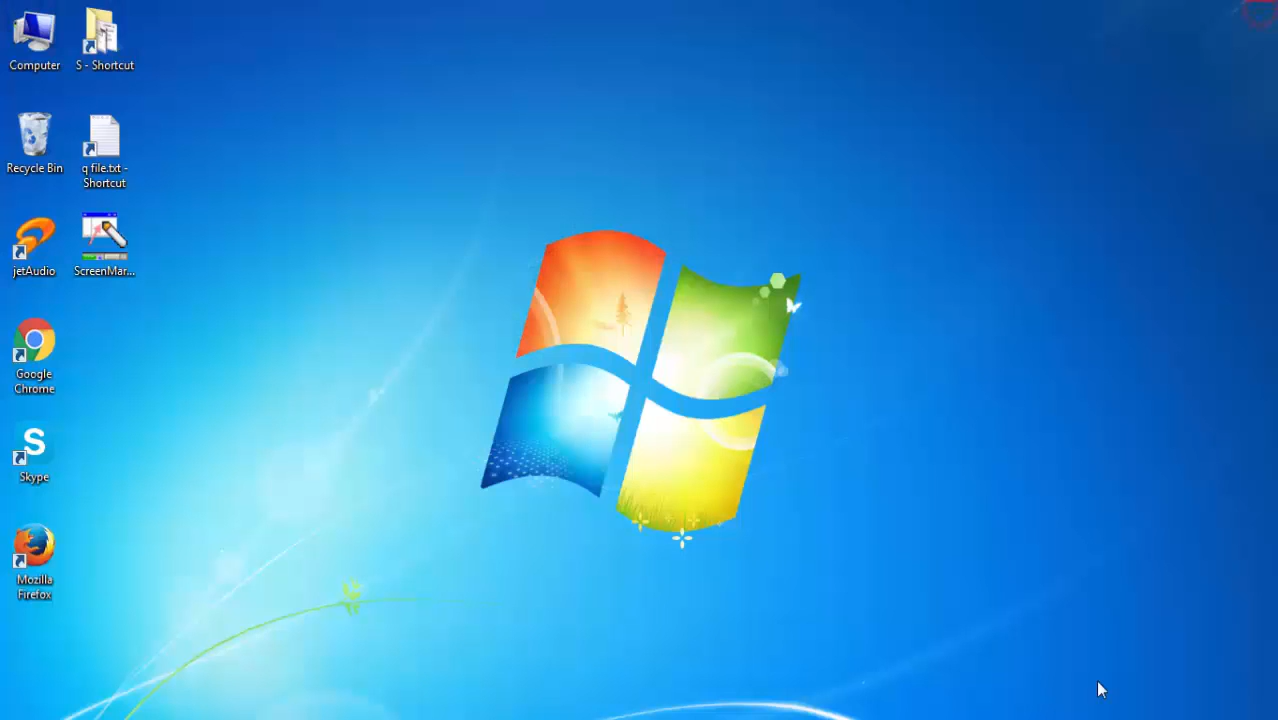 Computer
S - Shortcut
Recycle Bin
q file.txt -
Shortcut
jetAudio
ScreenMar...
Google
Chrome
Skype
Mozilla
Firefox